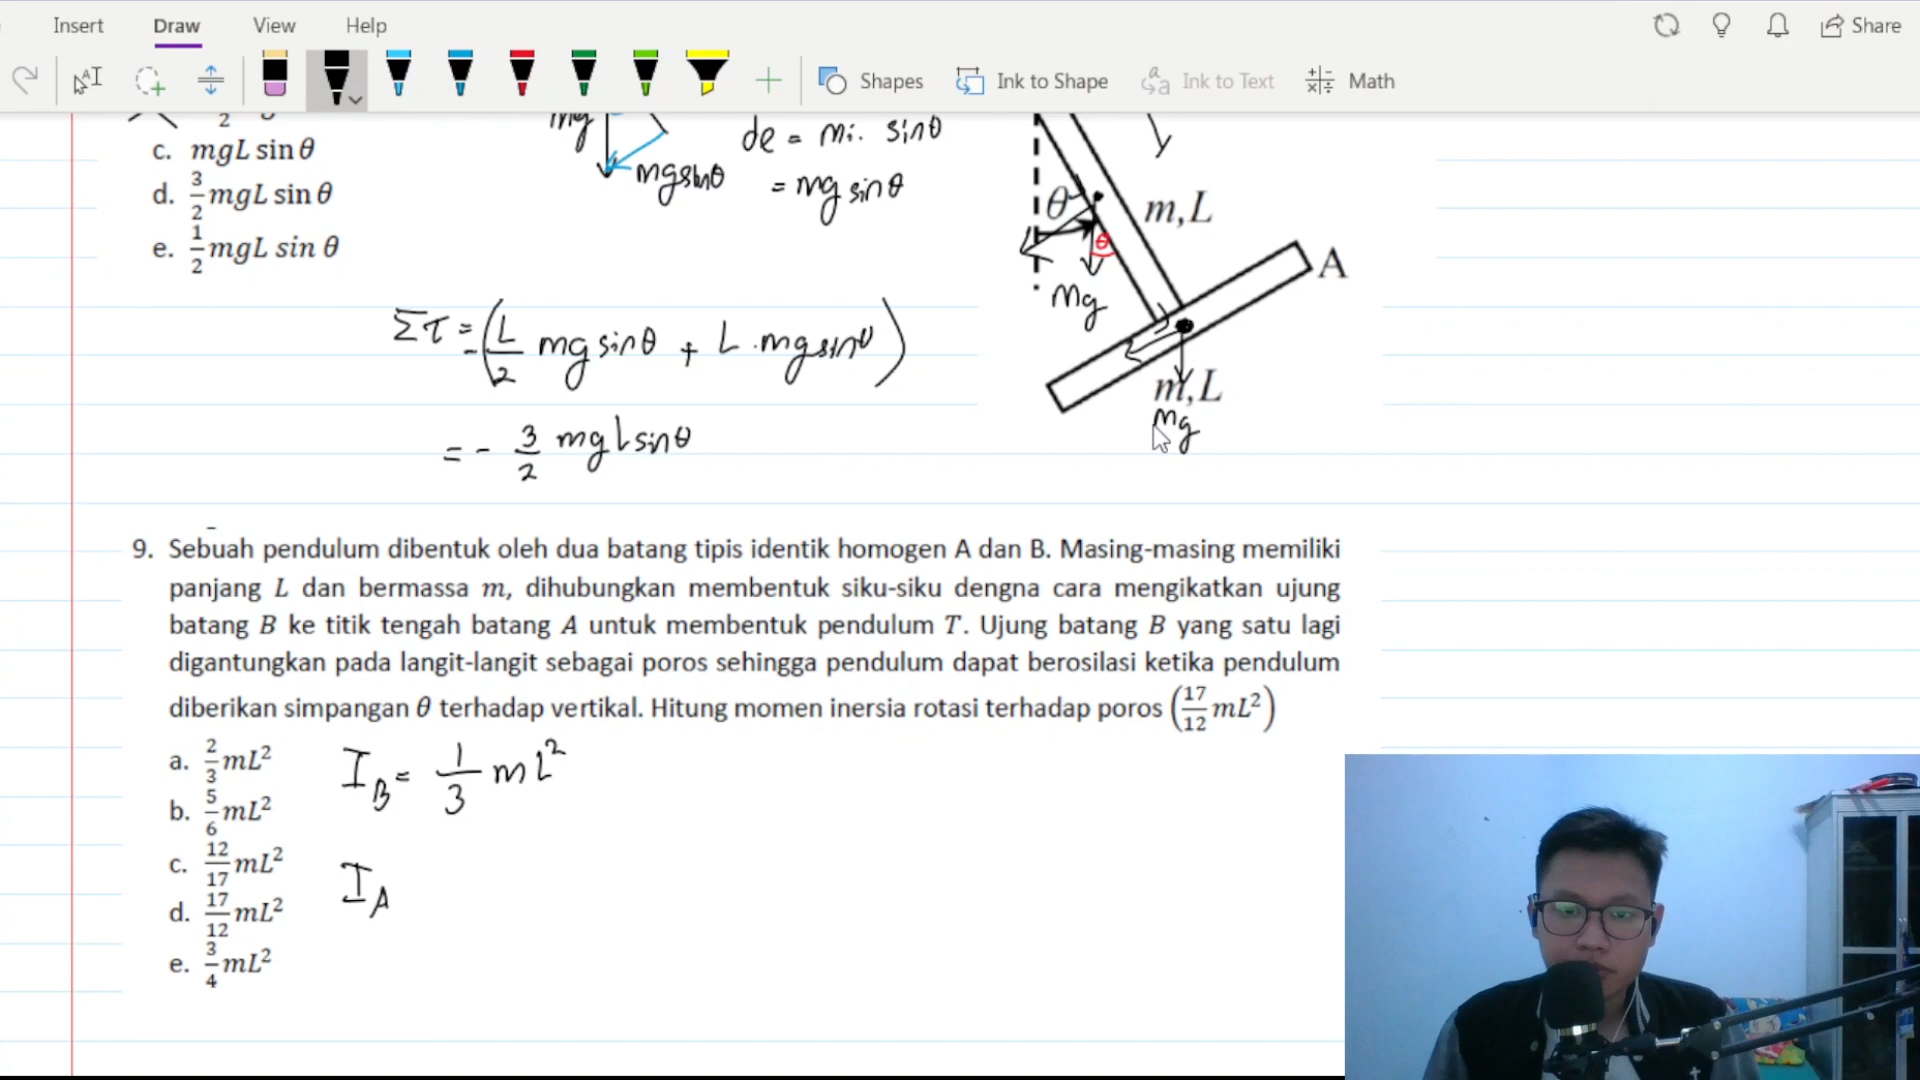 Insert Draw View Help Share
Shapes Ink to Shape Ink to Text Math
2
c. mgL sin θ
d. 3/2 mgL sin θ
e. 1/2 mgL sin θ
mg
mg sinθ
de = mi. sinθ
= mg sinθ
y
θ
m, L
θ
A
mg
m, L
mg
Στ = -(L/2 mg sinθ + L . mg sinθ)
= - 3/2 mg L sinθ
9. Sebuah pendulum dibentuk oleh dua batang tipis identik homogen A dan B. Masing-masing memiliki
panjang L dan bermassa m, dihubungkan membentuk siku-siku dengna cara mengikatkan ujung
batang B ke titik tengah batang A untuk membentuk pendulum T. Ujung batang B yang satu lagi
digantungkan pada langit-langit sebagai poros sehingga pendulum dapat berosilasi ketika pendulum
diberikan simpangan θ terhadap vertikal. Hitung momen inersia rotasi terhadap poros (17/12 mL²)
a. 2/3 mL²
b. 5/6 mL²
c. 12/17 mL²
d. 17/12 mL²
e. 3/4 mL²
I_B = 1/3 mL²
I_A